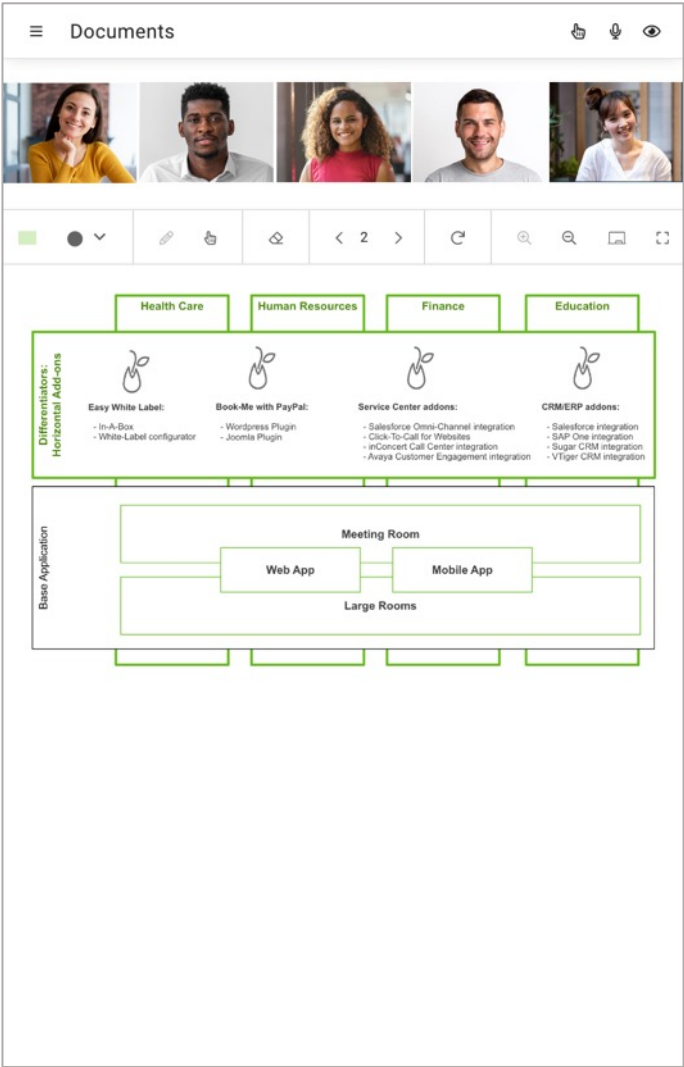 Documents
2
Health Care
Human Resources
Finance
Education
Differentiators:
Horizontal Add-ons
Easy White Label:
- In-A-Box
- White-Label configurator
Book-Me with PayPal:
- Wordpress Plugin
- Joomla Plugin
Service Center addons:
- Salesforce Omni-Channel integration
- Click-To-Call for Websites
- inConcert Call Center integration
- Avaya Customer Engagement integration
CRM/ERP addons:
- Salesforce integration
- SAP One integration
- Sugar CRM integration
- VTiger CRM integration
Base Application
Meeting Room
Web App
Mobile App
Large Rooms